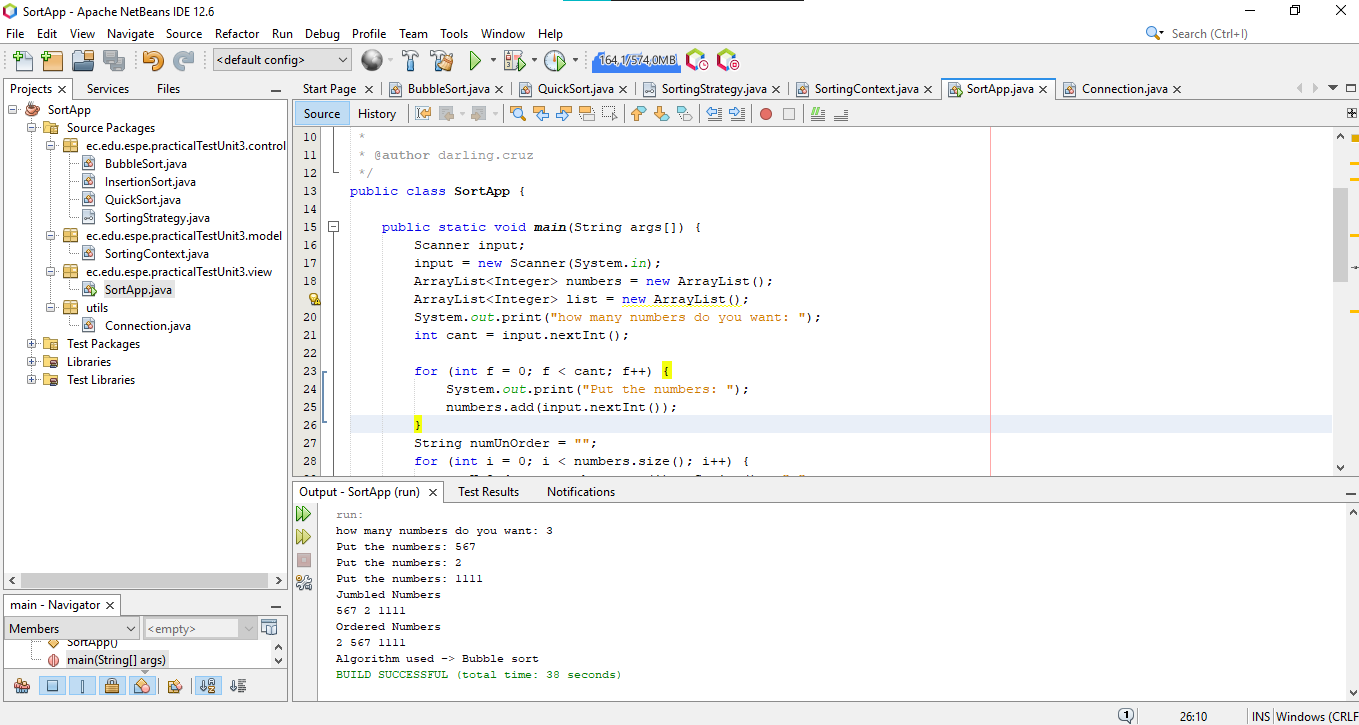 SortApp - Apache NetBeans IDE 12.6
File Edit View Navigate Source Refactor Run Debug Profile Team Tools Window Help
Search (Ctrl+I)
<default config>
164,1/574,0MB
Projects Services Files
SortApp
Source Packages
ec.edu.espe.practicalTestUnit3.control
BubbleSort.java
InsertionSort.java
QuickSort.java
SortingStrategy.java
ec.edu.espe.practicalTestUnit3.model
SortingContext.java
ec.edu.espe.practicalTestUnit3.view
SortApp.java
utils
Connection.java
Test Packages
Libraries
Test Libraries
main - Navigator
Members <empty>
SortApp()
main(String[] args)
Start Page BubbleSort.java QuickSort.java SortingStrategy.java SortingContext.java SortApp.java Connection.java
Source History
10 *
11 * @author darling.cruz
12 */
13 public class SortApp {
14
15 public static void main(String args[]) {
16 Scanner input;
17 input = new Scanner(System.in);
18 ArrayList<Integer> numbers = new ArrayList();
ArrayList<Integer> list = new ArrayList();
20 System.out.print("how many numbers do you want: ");
21 int cant = input.nextInt();
22
23 for (int f = 0; f < cant; f++) {
24 System.out.print("Put the numbers: ");
25 numbers.add(input.nextInt());
26 }
27 String numUnOrder = "";
28 for (int i = 0; i < numbers.size(); i++) {
Output - SortApp (run) Test Results Notifications
run:
how many numbers do you want: 3
Put the numbers: 567
Put the numbers: 2
Put the numbers: 1111
Jumbled Numbers
567 2 1111
Ordered Numbers
2 567 1111
Algorithm used -> Bubble sort
BUILD SUCCESSFUL (total time: 38 seconds)
1 26:10 INS Windows (CRLF